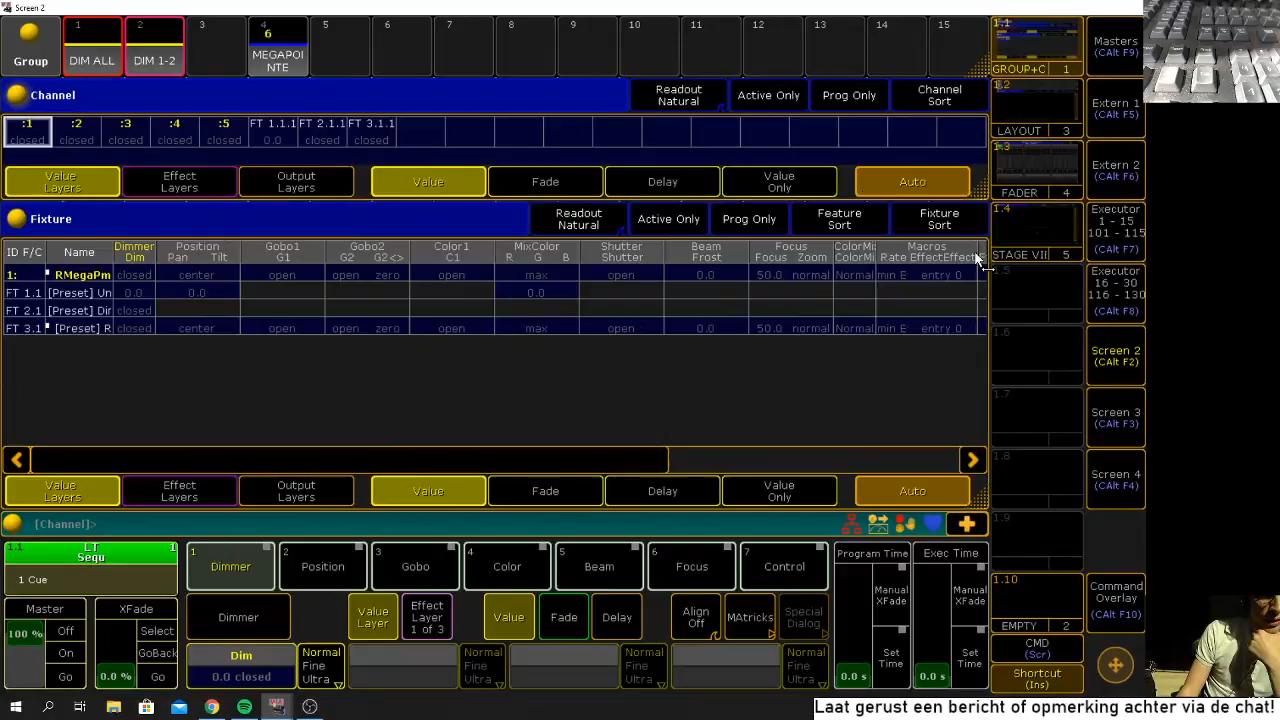 Screen 2
Group
1
DIM ALL
2
DIM 1-2
3
4
6
MEGAPOI
NTE
5
6
7
8
9
10
11
12
13
14
15
1.1
GROUP+C 1
Masters
(CAlt F9)
Channel
Readout
Natural
Active Only
Prog Only
Channel
Sort
1.2
LAYOUT 3
Extern 1
(CAlt F5)
:1
closed
:2
closed
:3
closed
:4
closed
:5
closed
FT 1.1.1
0.0
FT 2.1.1
closed
FT 3.1.1
closed
Value
Layers
Effect
Layers
Output
Layers
Value
Fade
Delay
Value
Only
Auto
1.3
FADER 4
Extern 2
(CAlt F6)
Fixture
Readout
Natural
Active Only
Prog Only
Feature
Sort
Fixture
Sort
1.4
STAGE VI 5
Executor
1 - 15
101 - 115
(CAlt F7)
ID F/C Name Dimmer Position Gobo1 Gobo2 Color1 MixColor Shutter Beam Focus ColorMi Macros
Dim Pan Tilt G1 G2 G2<> C1 R G B Shutter Frost Focus Zoom ColorMi Rate Effect Effect
1: RMegaPm closed center open open zero open max open 0.0 50.0 normal Normal min E entry 0
FT 1.1 [Preset] Un 0.0 0.0 0.0
FT 2.1 [Preset] Dir closed
FT 3.1 [Preset] R closed center open open zero open max open 0.0 50.0 normal Normal min E entry 0
1.5
Executor
16 - 30
116 - 130
(CAlt F8)
1.6
Screen 2
(CAlt F2)
1.7
Screen 3
(CAlt F3)
1.8
Screen 4
(CAlt F4)
Value
Layers
Effect
Layers
Output
Layers
Value
Fade
Delay
Value
Only
Auto
1.9
[Channel]>
1.1 LT 1
Sequ
1 Cue
1
Dimmer
2
Position
3
Gobo
4
Color
5
Beam
6
Focus
7
Control
Program Time
Exec Time
1.10
EMPTY 2
Command
Overlay
(CAlt F10)
Master
100 %
Off
On
Go
XFade
0.0 %
Select
GoBack
Go
Dimmer
Value
Layer
Effect
Layer
1 of 3
Value
Fade
Delay
Align
Off
MAtricks
Special
Dialog
Manual
XFade
Manual
XFade
CMD
(Scr)
Dim
0.0 closed
Normal
Fine
Ultra
Normal
Fine
Ultra
Normal
Fine
Ultra
Normal
Fine
Ultra
0.0 s
Set
Time
0.0 s
Set
Time
Shortcut
(Ins)
Laat gerust een bericht of opmerking achter via de chat!